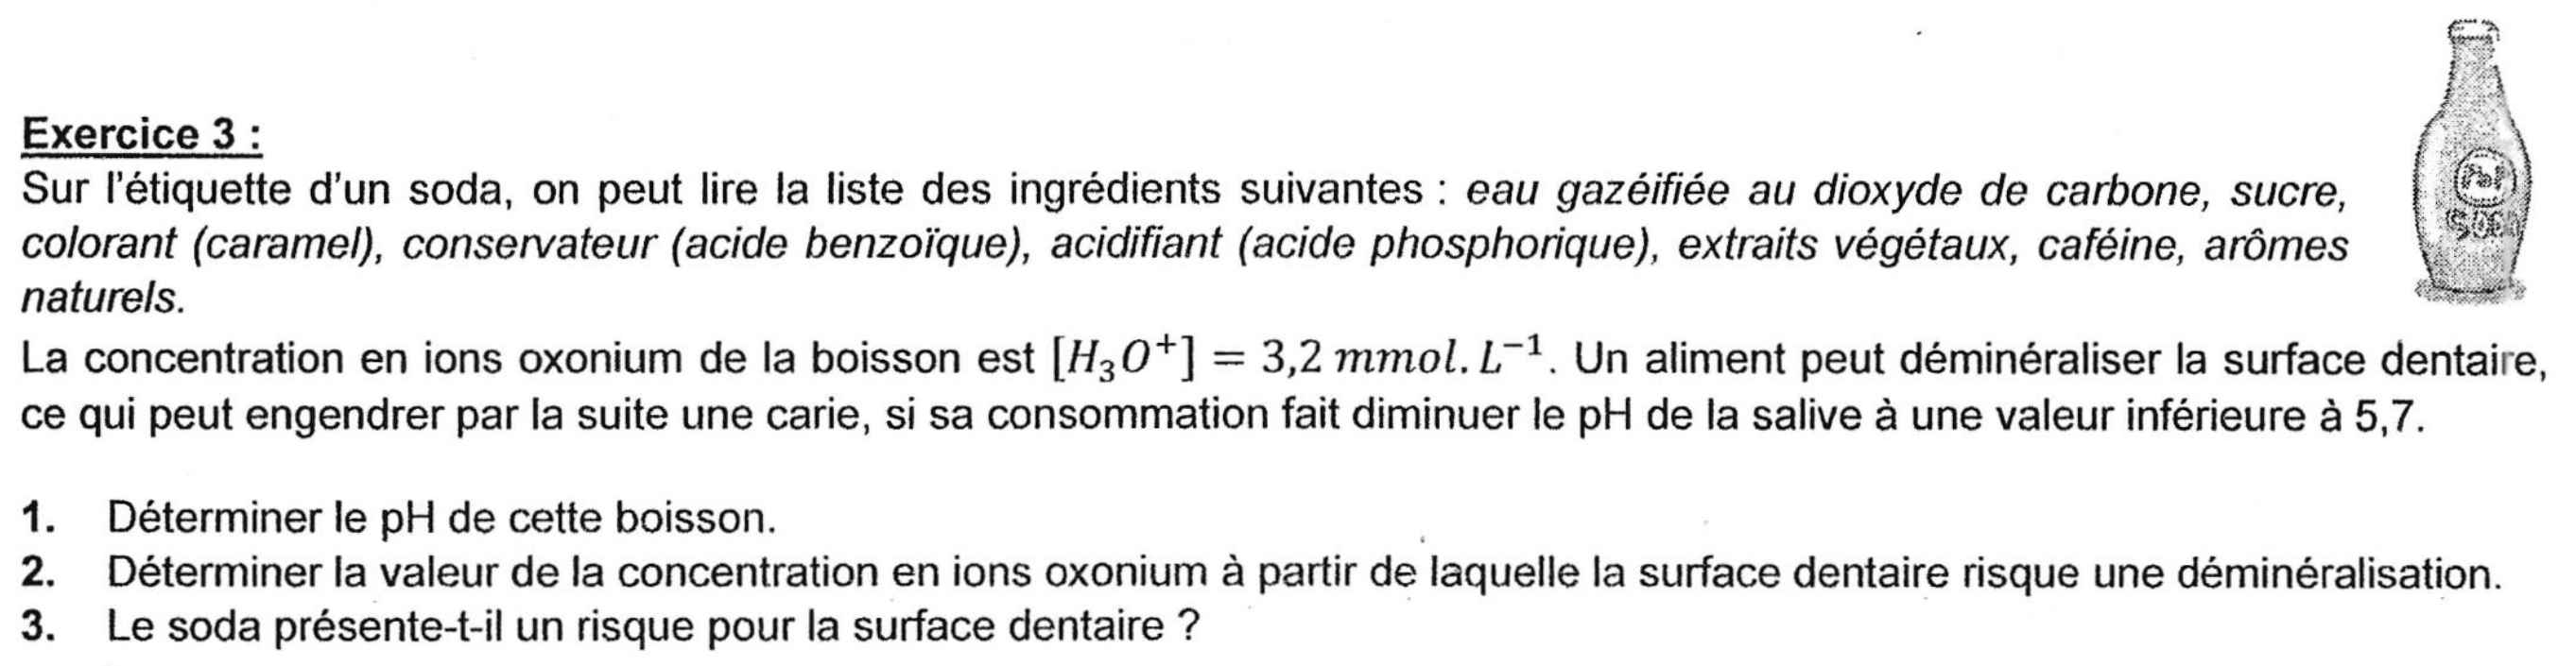 Exercice 3 :
Sur l'étiquette d'un soda, on peut lire la liste des ingrédients suivantes : eau gazéifiée au dioxyde de carbone, sucre,
colorant (caramel), conservateur (acide benzoïque), acidifiant (acide phosphorique), extraits végétaux, caféine, arômes
naturels.
La concentration en ions oxonium de la boisson est [H₃O⁺] = 3,2 mmol. L⁻¹. Un aliment peut déminéraliser la surface dentaire,
ce qui peut engendrer par la suite une carie, si sa consommation fait diminuer le pH de la salive à une valeur inférieure à 5,7.
1. Déterminer le pH de cette boisson.
2. Déterminer la valeur de la concentration en ions oxonium à partir de laquelle la surface dentaire risque une déminéralisation.
3. Le soda présente-t-il un risque pour la surface dentaire ?